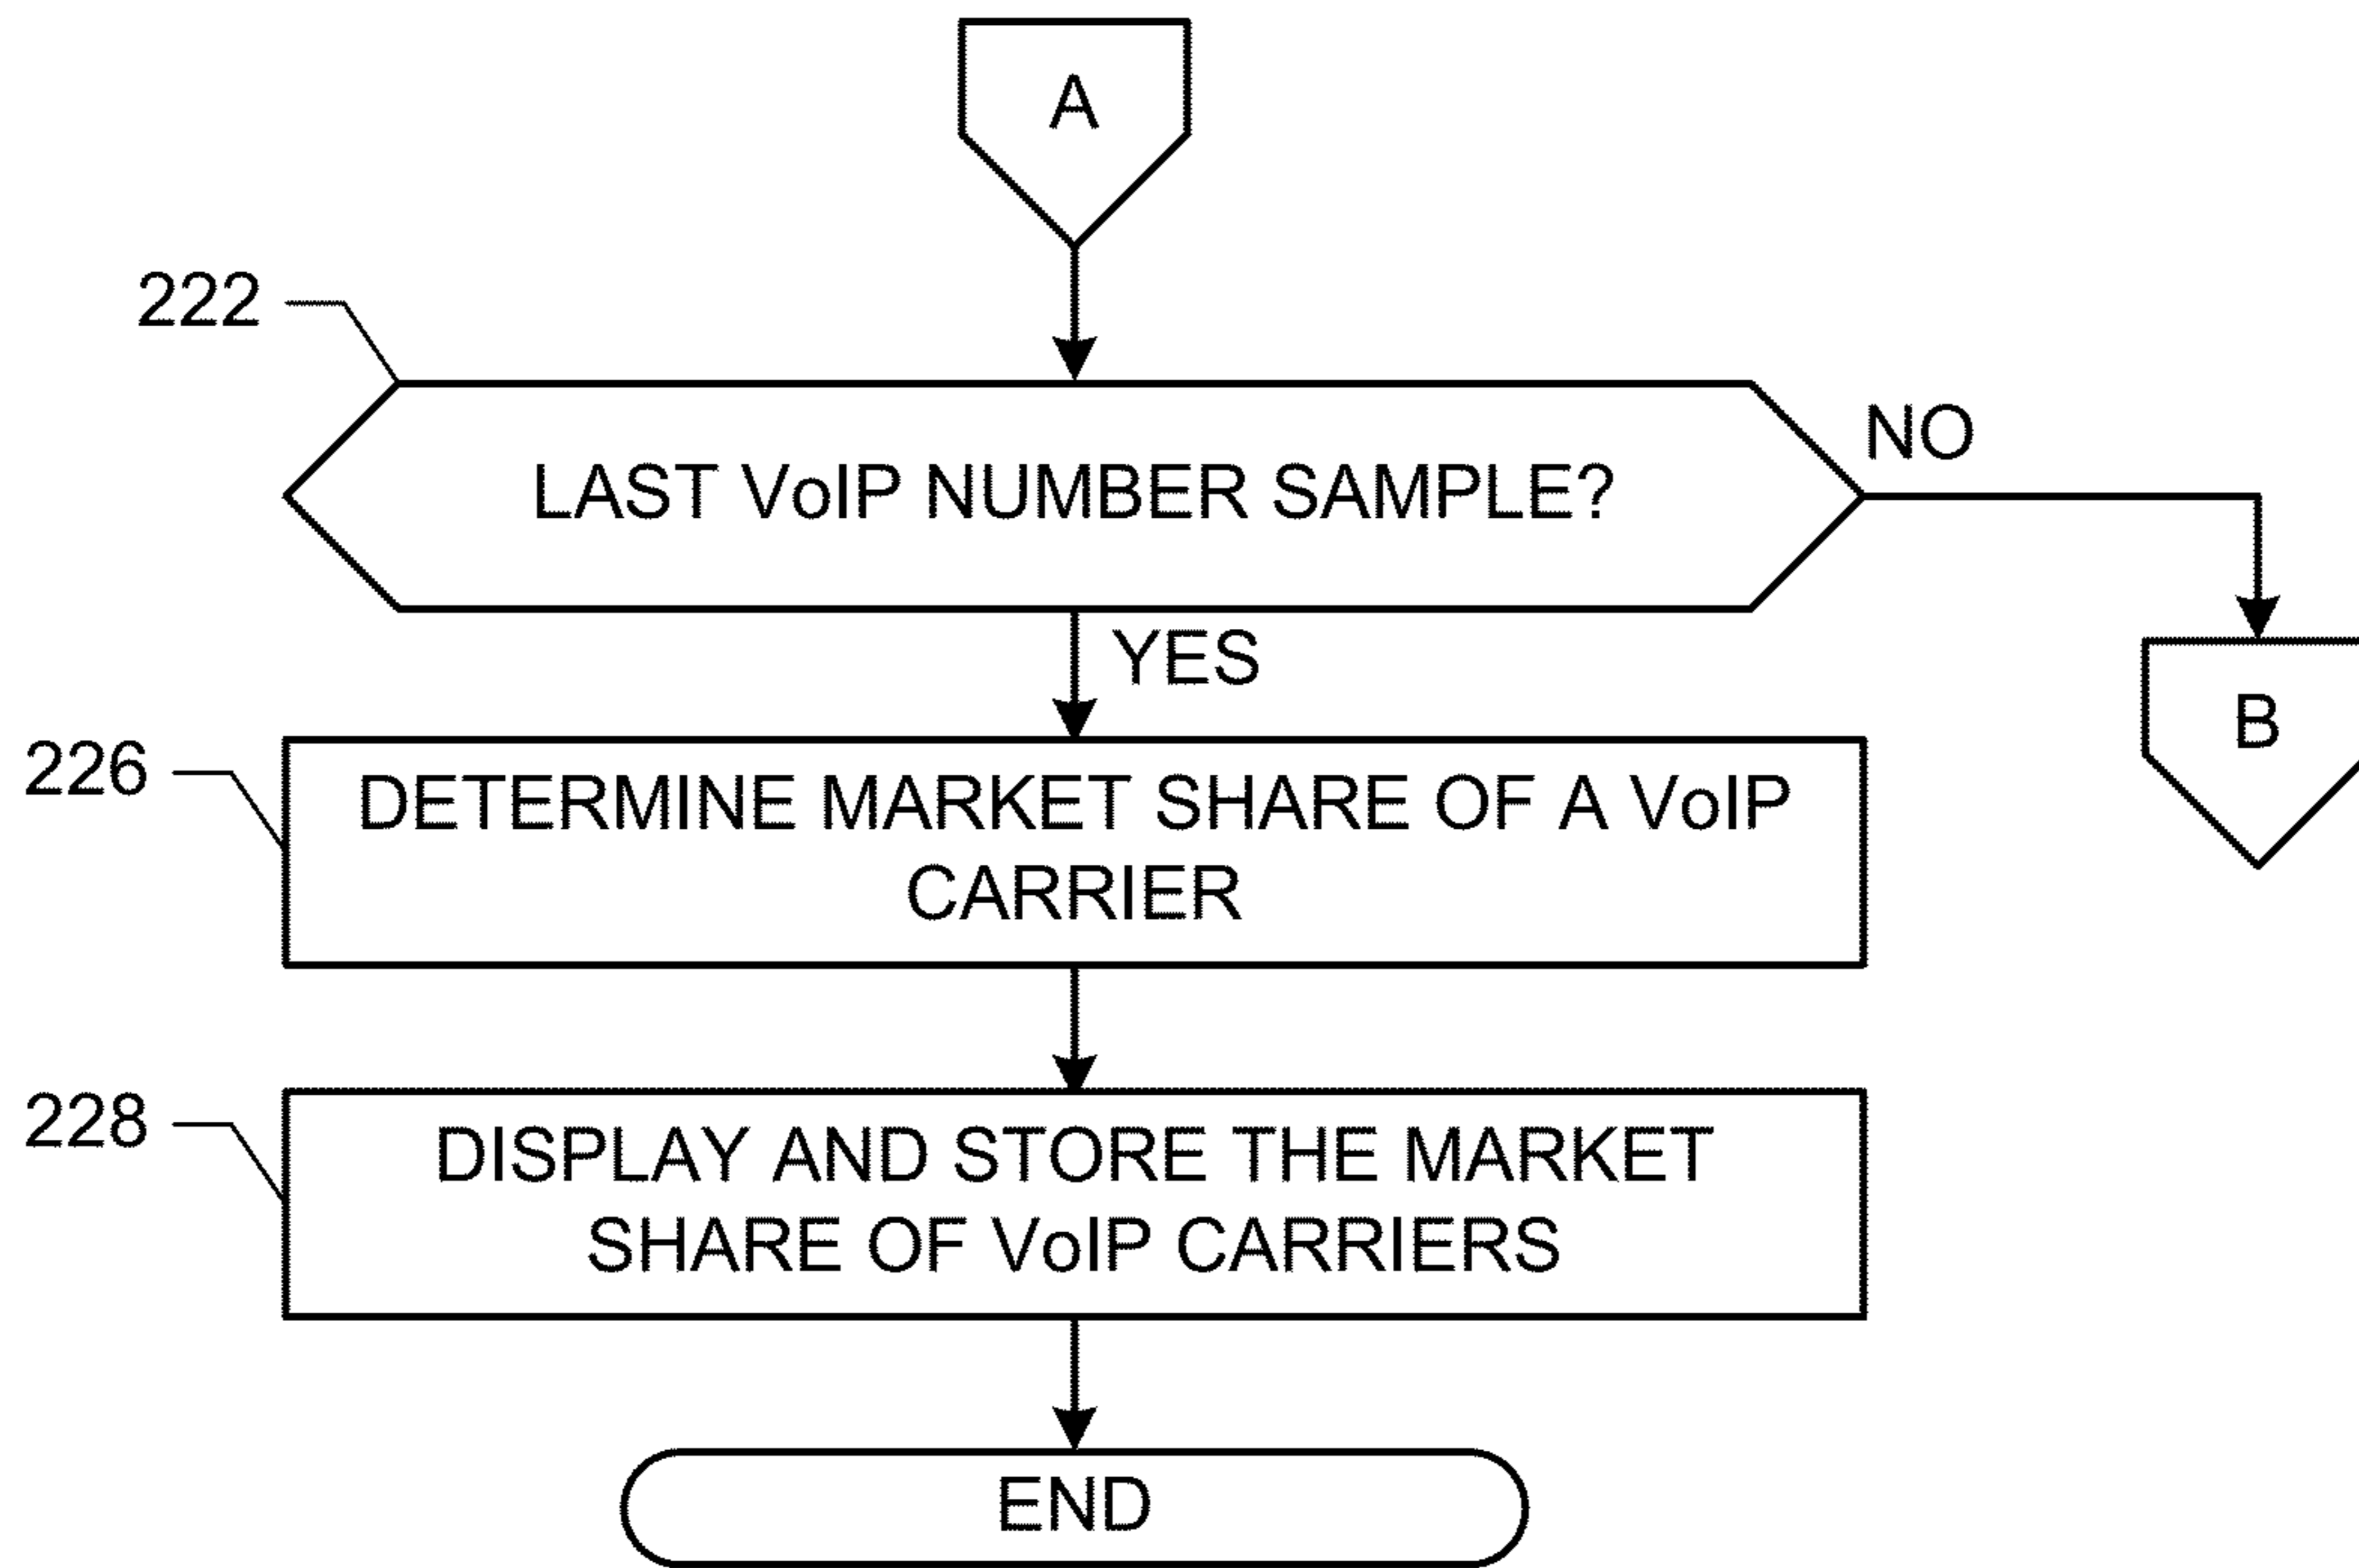 A
222
LAST VoIP NUMBER SAMPLE?
NO
YES
B
226
DETERMINE MARKET SHARE OF A VoIP
CARRIER
228
DISPLAY AND STORE THE MARKET
SHARE OF VoIP CARRIERS
END